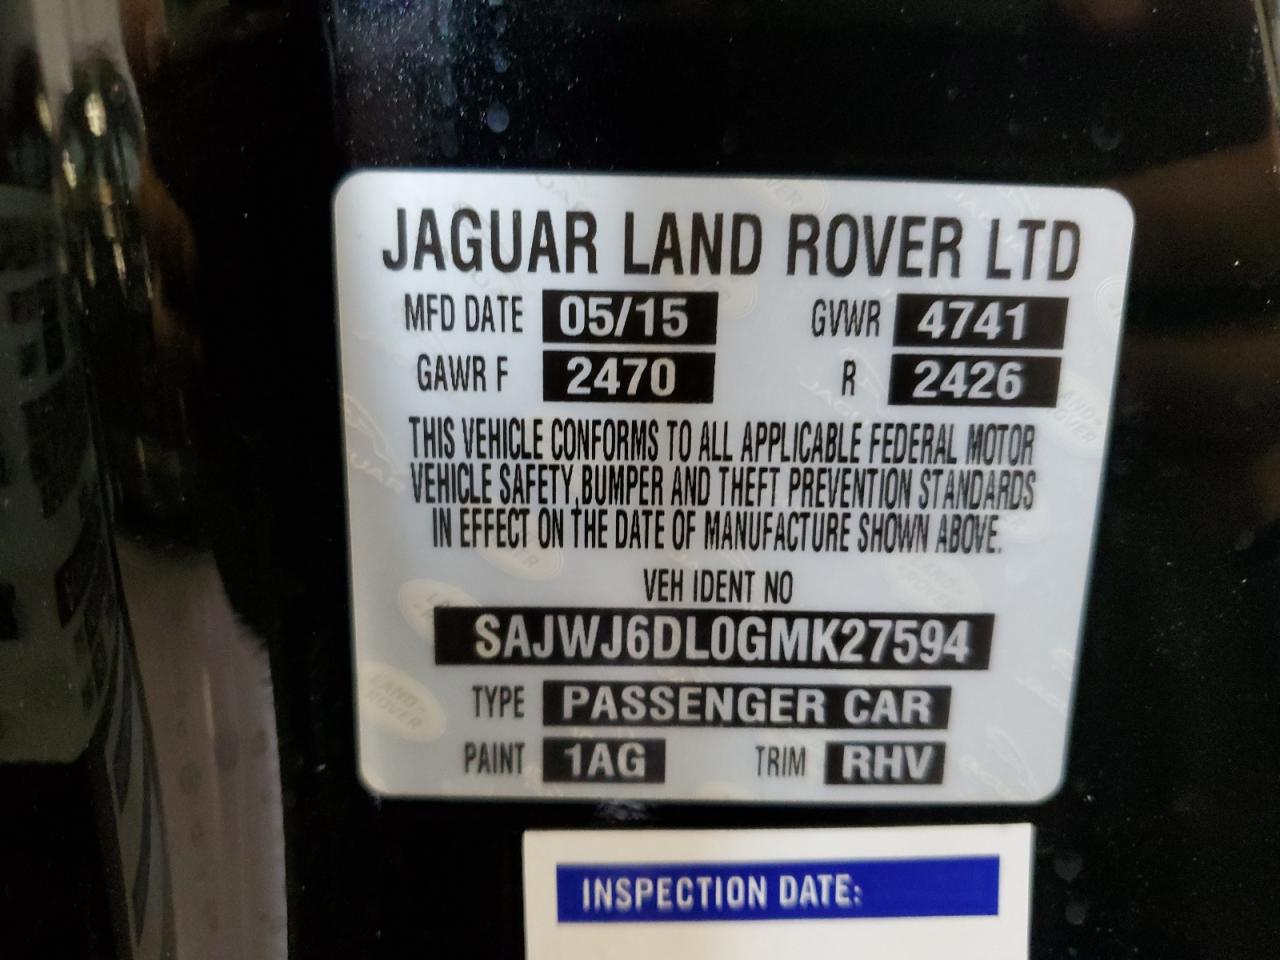 JAGUAR LAND ROVER LTD
MFD DATE 05/15 GVWR 4741
GAWR F 2470 R 2426
THIS VEHICLE CONFORMS TO ALL APPLICABLE FEDERAL MOTOR
VEHICLE SAFETY,BUMPER AND THEFT PREVENTION STANDARDS
IN EFFECT ON THE DATE OF MANUFACTURE SHOWN ABOVE.
VEH IDENT NO
SAJWJ6DL0GMK27594
TYPE PASSENGER CAR
PAINT 1AG TRIM RHV
INSPECTION DATE: